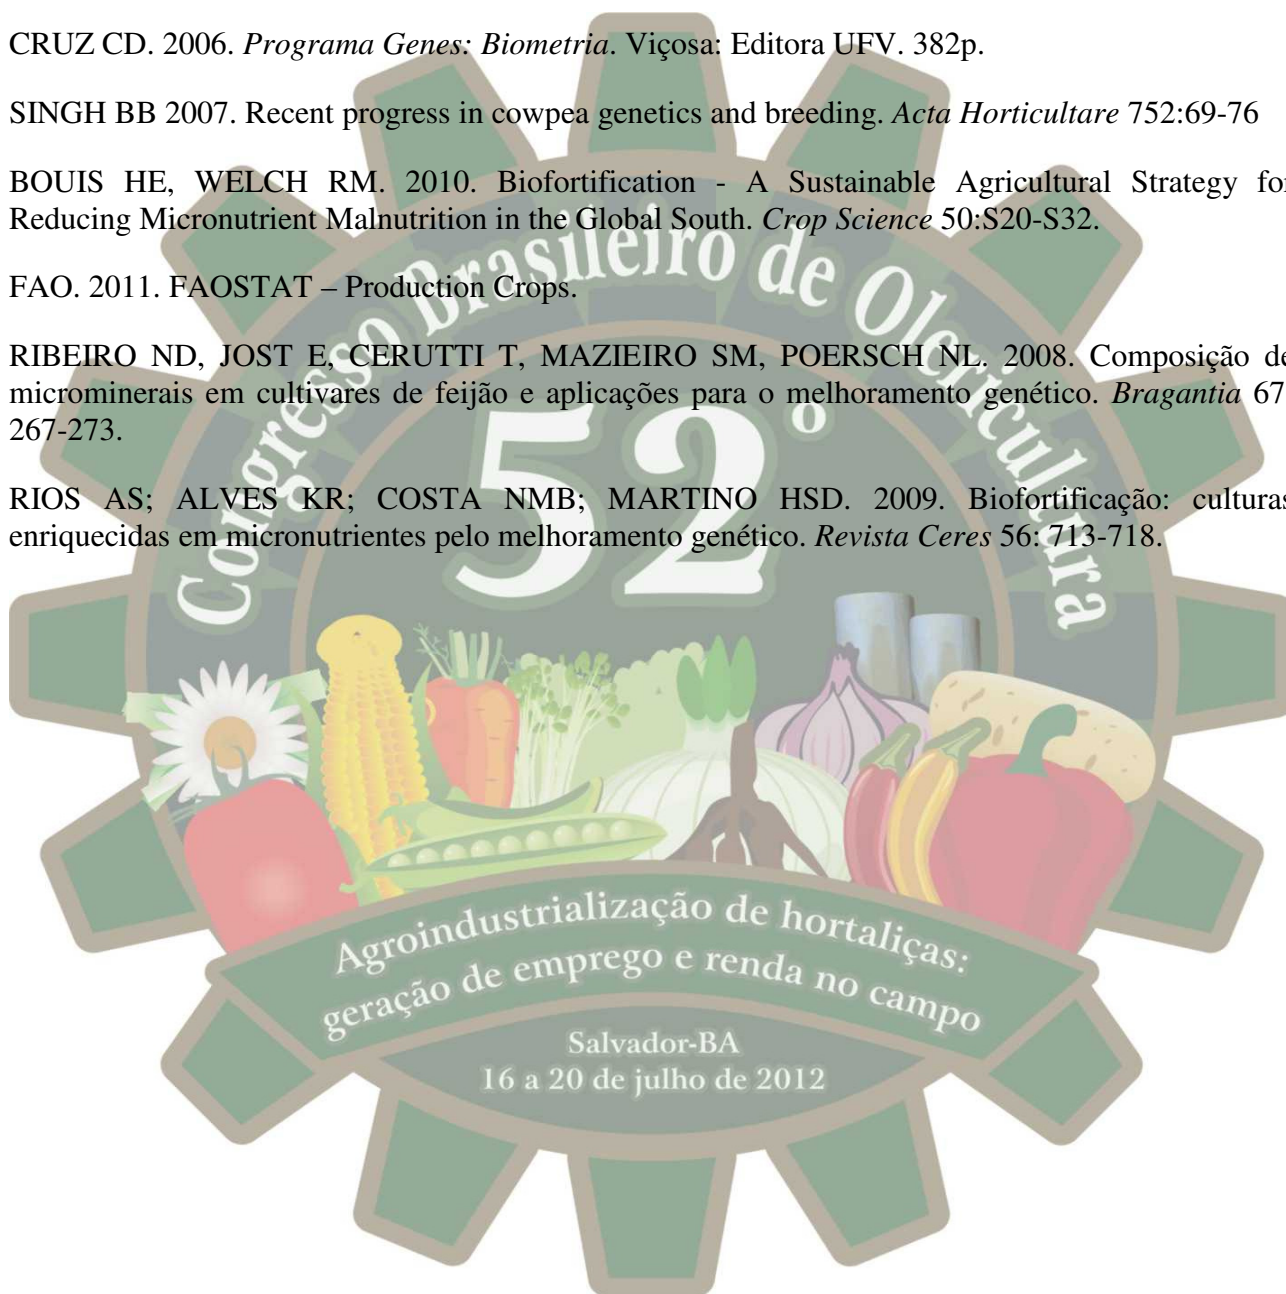 CRUZ CD. 2006. Programa Genes: Biometria. Viçosa: Editora UFV. 382p.
SINGH BB 2007. Recent progress in cowpea genetics and breeding. Acta Horticultare 752:69-76
BOUIS HE, WELCH RM. 2010. Biofortification - A Sustainable Agricultural Strategy for
Reducing Micronutrient Malnutrition in the Global South. Crop Science 50:S20-S32.
FAO. 2011. FAOSTAT – Production Crops.
RIBEIRO ND, JOST E, CERUTTI T, MAZIEIRO SM, POERSCH NL. 2008. Composição de
microminerais em cultivares de feijão e aplicações para o melhoramento genético. Bragantia 67
267-273.
RIOS AS; ALVES KR; COSTA NMB; MARTINO HSD. 2009. Biofortificação: culturas
enriquecidas em micronutrientes pelo melhoramento genético. Revista Ceres 56: 713-718.
Congresso Brasileiro de Olericultura
52º
Agroindustrialização de hortaliças:
geração de emprego e renda no campo
Salvador-BA
16 a 20 de julho de 2012